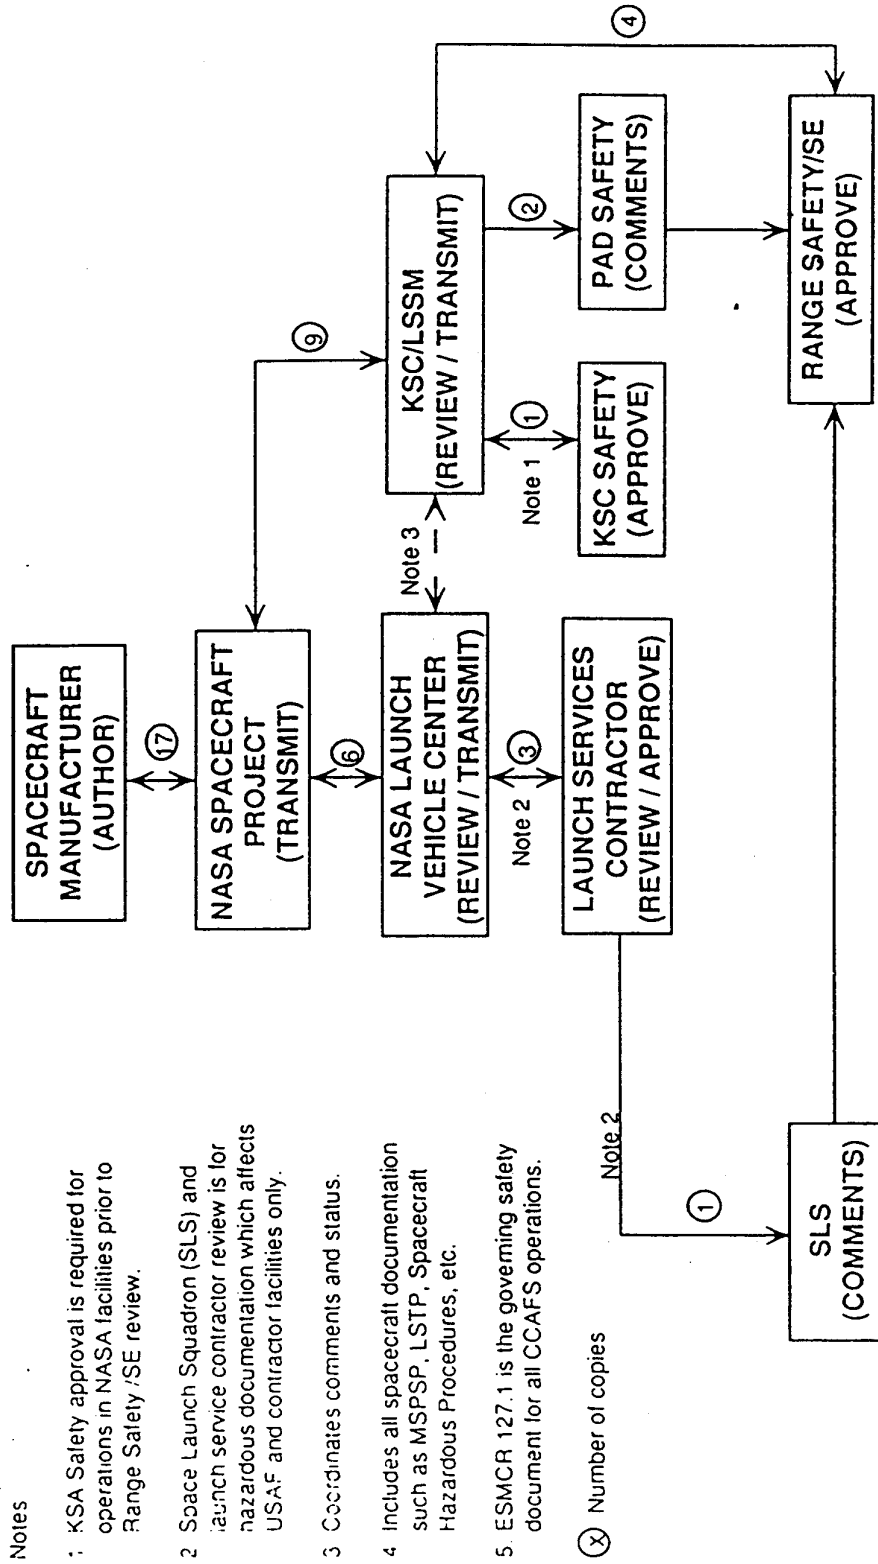 SPACECRAFT
MANUFACTURER
(AUTHOR)
17
NASA SPACECRAFT
PROJECT
(TRANSMIT)
9
6
NASA LAUNCH
VEHICLE CENTER
(REVIEW / TRANSMIT)
Note 3
KSC/LSSM
(REVIEW / TRANSMIT)
4
Note 2
3
Note 1
1
2
LAUNCH SERVICES
CONTRACTOR
(REVIEW / APPROVE)
KSC SAFETY
(APPROVE)
PAD SAFETY
(COMMENTS)
Note 2
1
SLS
(COMMENTS)
RANGE SAFETY/SE
(APPROVE)
Notes
1 KSA Safety approval is required for
operations in NASA facilities prior to
Range Safety /SE review.
2 Space Launch Squadron (SLS) and
launch service contractor review is for
hazardous documentation which affects
USAF and contractor facilities only.
3 Coordinates comments and status.
4 Includes all spacecraft documentation
such as MSPSP, LSTP, Spacecraft
Hazardous Procedures, etc.
5. ESMCR 127.1 is the governing safety
document for all CCAFS operations.
X Number of copies